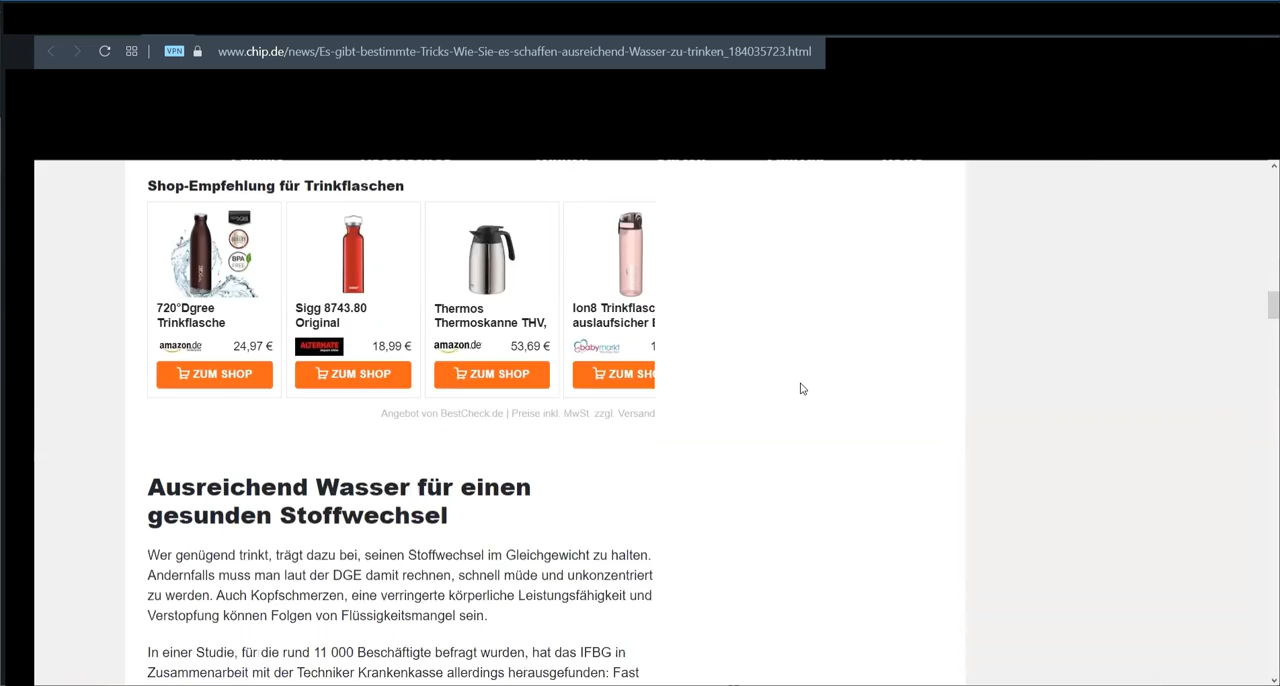 VPN www.chip.de/news/Es-gibt-bestimmte-Tricks-Wie-Sie-es-schaffen-ausreichend-Wasser-zu-trinken_184035723.html
Shop-Empfehlung für Trinkflaschen
BPA
FREE
720°Dgree
Trinkflasche
amazon.de 24,97 €
ZUM SHOP
Sigg 8743.80
Original
ALTERNATE 18,99 €
ZUM SHOP
Thermos
Thermoskanne THV,
amazon.de 53,69 €
ZUM SHOP
Ion8 Trinkflasc
auslaufsicher
babymarkt 1
ZUM SHO
Angebot von BestCheck.de | Preise inkl. MwSt. zzgl. Versand
Ausreichend Wasser für einen
gesunden Stoffwechsel
Wer genügend trinkt, trägt dazu bei, seinen Stoffwechsel im Gleichgewicht zu halten.
Andernfalls muss man laut der DGE damit rechnen, schnell müde und unkonzentriert
zu werden. Auch Kopfschmerzen, eine verringerte körperliche Leistungsfähigkeit und
Verstopfung können Folgen von Flüssigkeitsmangel sein.
In einer Studie, für die rund 11 000 Beschäftigte befragt wurden, hat das IFBG in
Zusammenarbeit mit der Techniker Krankenkasse allerdings herausgefunden: Fast